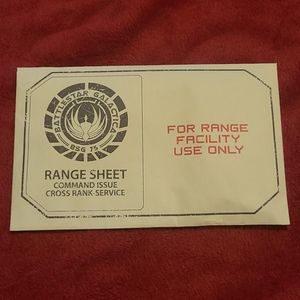 BATTLESTAR GALACTICA
BSG 75
RANGE SHEET
COMMAND ISSUE
CROSS RANK-SERVICE
FOR RANGE
FACILITY
USE ONLY